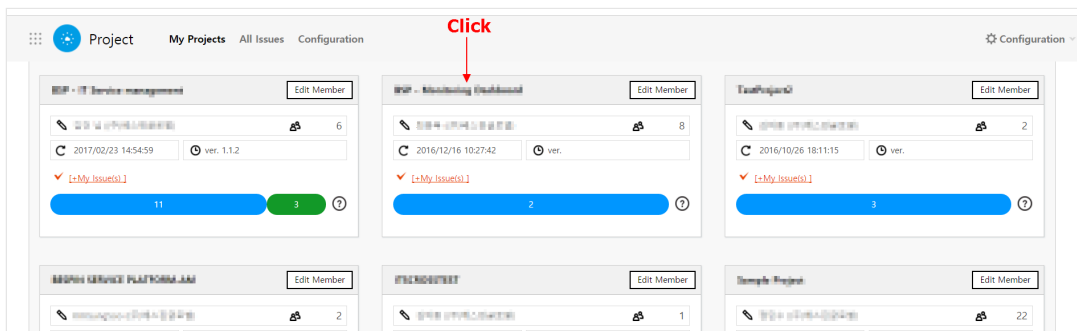 Click
Project My Projects All Issues Configuration Configuration
Edit Member Edit Member TestProject2 Edit Member
6 8 2
2017/02/23 14:54:59 ver. 1.1.2 2016/12/16 10:27:42 ver. 2016/10/26 18:11:15 ver.
[+My Issue(s) ] [+My Issue(s) ] [+My Issue(s) ]
11 3 ? 2 ? 3 ?
Edit Member Edit Member Sample Project Edit Member
2 1 22